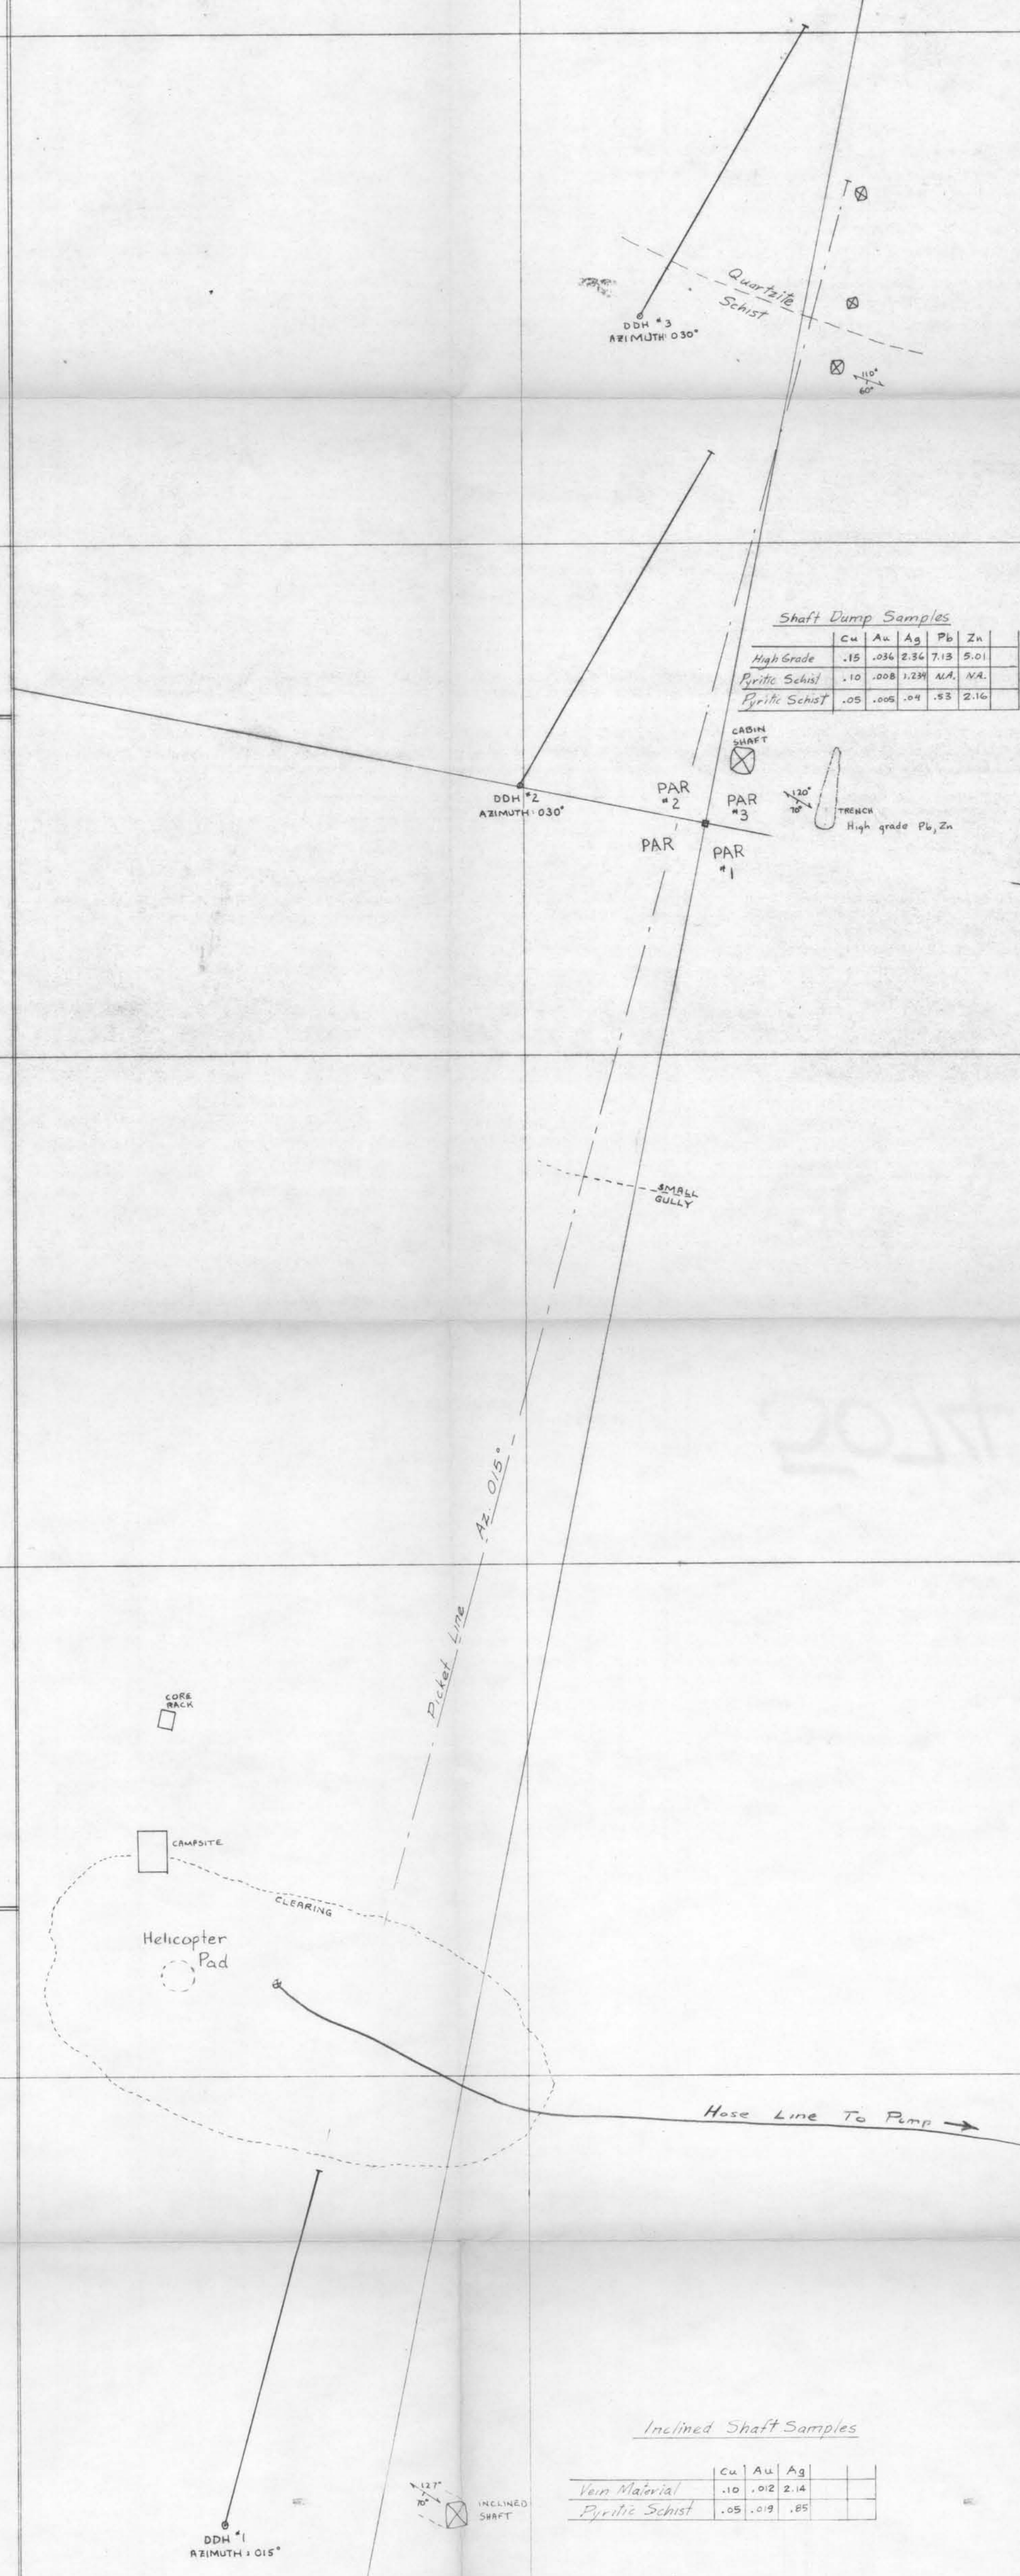 Quartzite
Schist
DDH #3
AZIMUTH: 030°
110°
60°
Shaft Dump Samples
Cu Au Ag Pb Zn
High Grade .15 .036 2.36 7.13 5.01
Pyritic Schist .10 .008 1.239 N.A. N.A.
Pyritic Schist .05 .005 .04 .53 2.16
CABIN
SHAFT
DDH #2
AZIMUTH: 030°
PAR
#2
PAR
#3
120°
70°
TRENCH
High grade Pb, Zn
PAR
PAR
#1
SMALL
GULLY
Az. 015°
Picket Line
CORE
RACK
CAMPSITE
CLEARING
Helicopter
Pad
Hose Line To Pump
Inclined Shaft Samples
Cu Au Ag
Vein Material .10 .012 2.14
Pyritic Schist .05 .019 .85
127°
70°
INCLINED
SHAFT
DDH #1
AZIMUTH: 015°